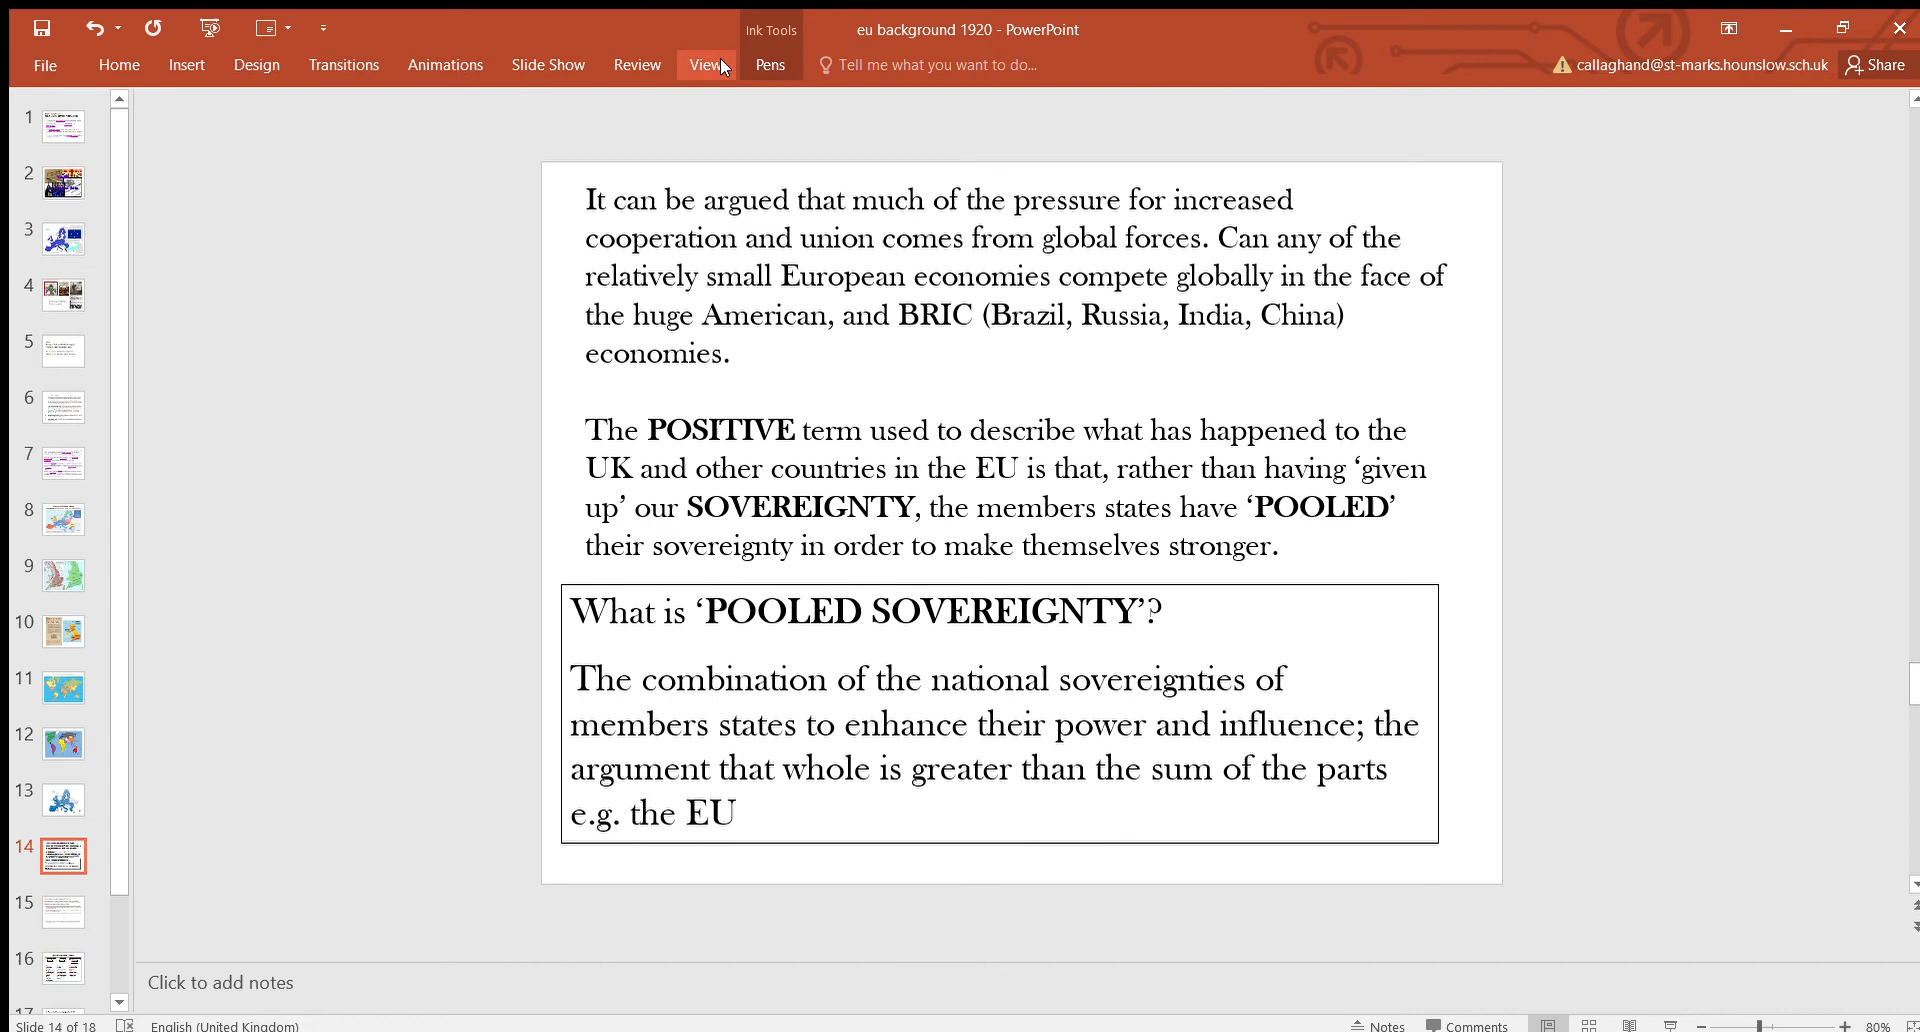 Ink Tools
eu background 1920 - PowerPoint
File Home Insert Design Transitions Animations Slide Show Review View Pens Tell me what you want to do... callaghand@st-marks.hounslow.sch.uk Share
1
2
3
4
5
6
7
8
9
10
11
12
13
14
15
16
17
It can be argued that much of the pressure for increased
cooperation and union comes from global forces. Can any of the
relatively small European economies compete globally in the face of
the huge American, and BRIC (Brazil, Russia, India, China)
economies.
The POSITIVE term used to describe what has happened to the
UK and other countries in the EU is that, rather than having ‘given
up’ our SOVEREIGNTY, the members states have ‘POOLED’
their sovereignty in order to make themselves stronger.
What is ‘POOLED SOVEREIGNTY’?
The combination of the national sovereignties of
members states to enhance their power and influence; the
argument that whole is greater than the sum of the parts
e.g. the EU
Click to add notes
Slide 14 of 18 English (United Kingdom) Notes Comments 80%